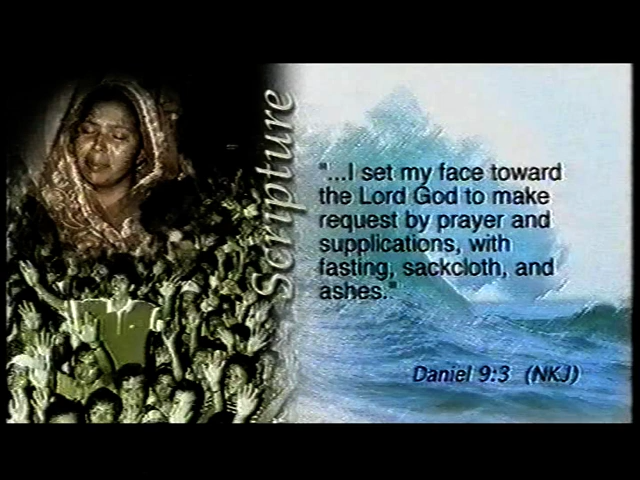 Scripture
"...I set my face toward
the Lord God to make
request by prayer and
supplications, with
fasting, sackcloth, and
ashes."
Daniel 9:3 (NKJ)